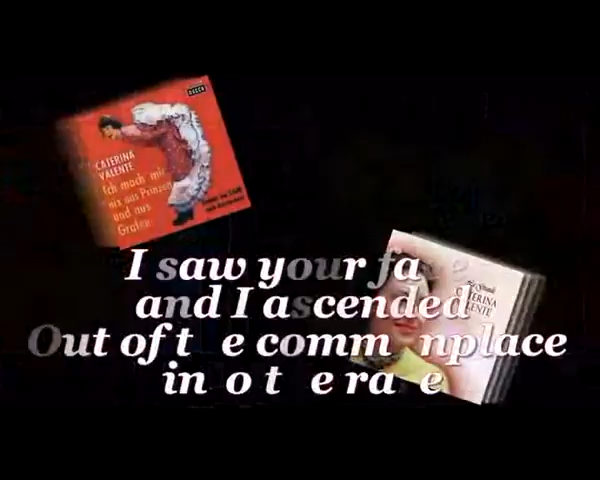 DECCA
CATERINA
VALENTE
Ich mach mir
nix aus Prinzen
und aus
Grafen
I saw your fa e
and I ascended
Out of t e comm nplace
in o t e ra e
CATERINA
VALENTE